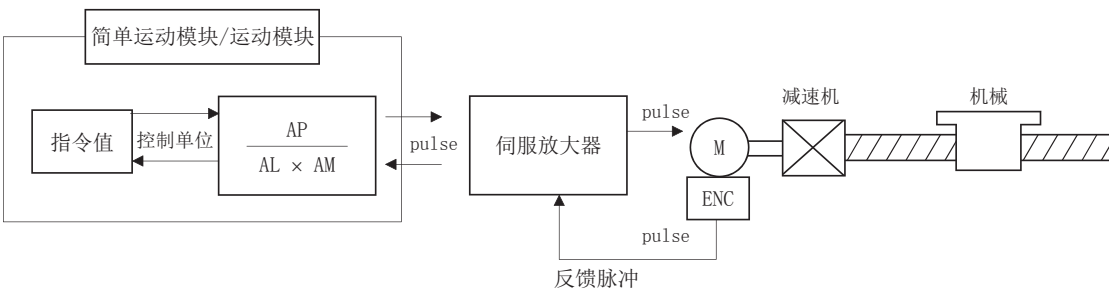 简单运动模块/运动模块
指令值
控制单位
AP
AL × AM
pulse
伺服放大器
pulse
M
ENC
pulse
反馈脉冲
减速机
机械